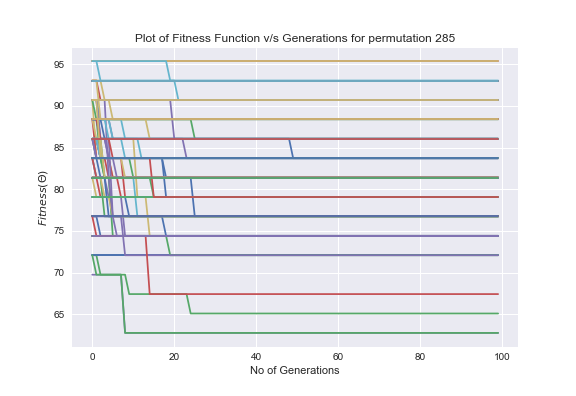 Plot of Fitness Function v/s Generations for permutation 285
95
90
85
80
75
70
65
Fitness(Θ)
0 20 40 60 80 100
No of Generations